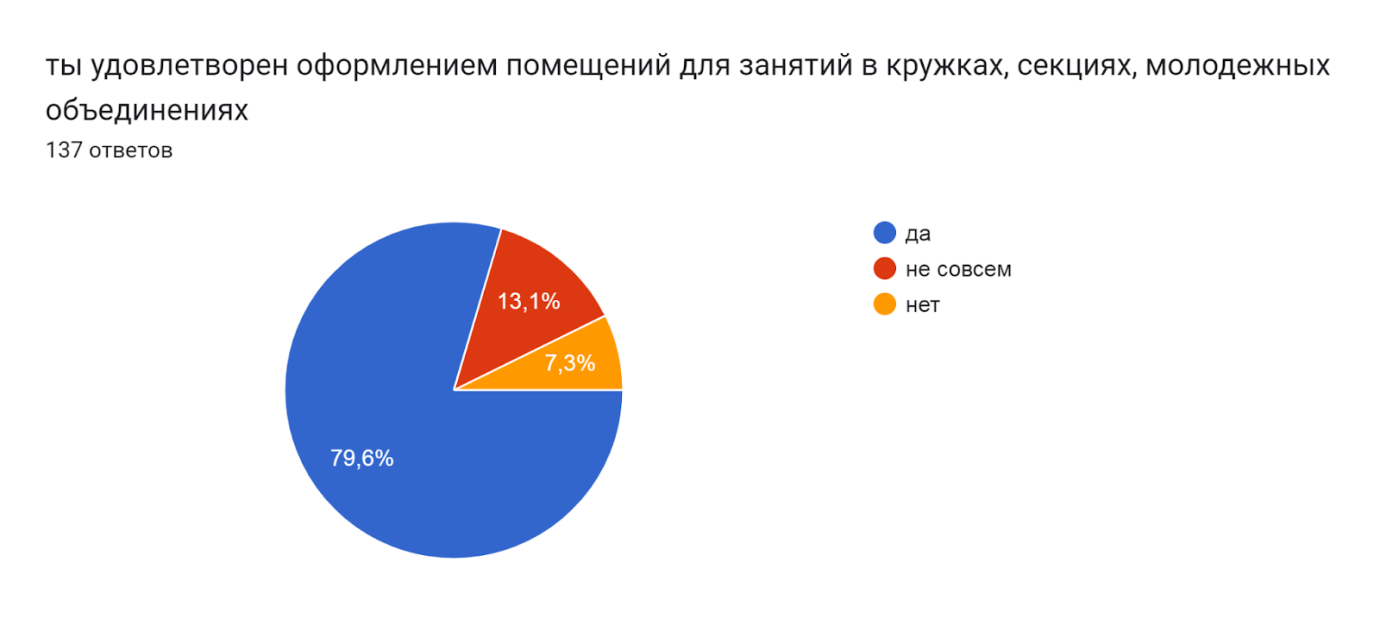 ты удовлетворен оформлением помещений для занятий в кружках, секциях, молодежных
объединениях
137 ответов
да
не совсем
нет
13,1%
7,3%
79,6%